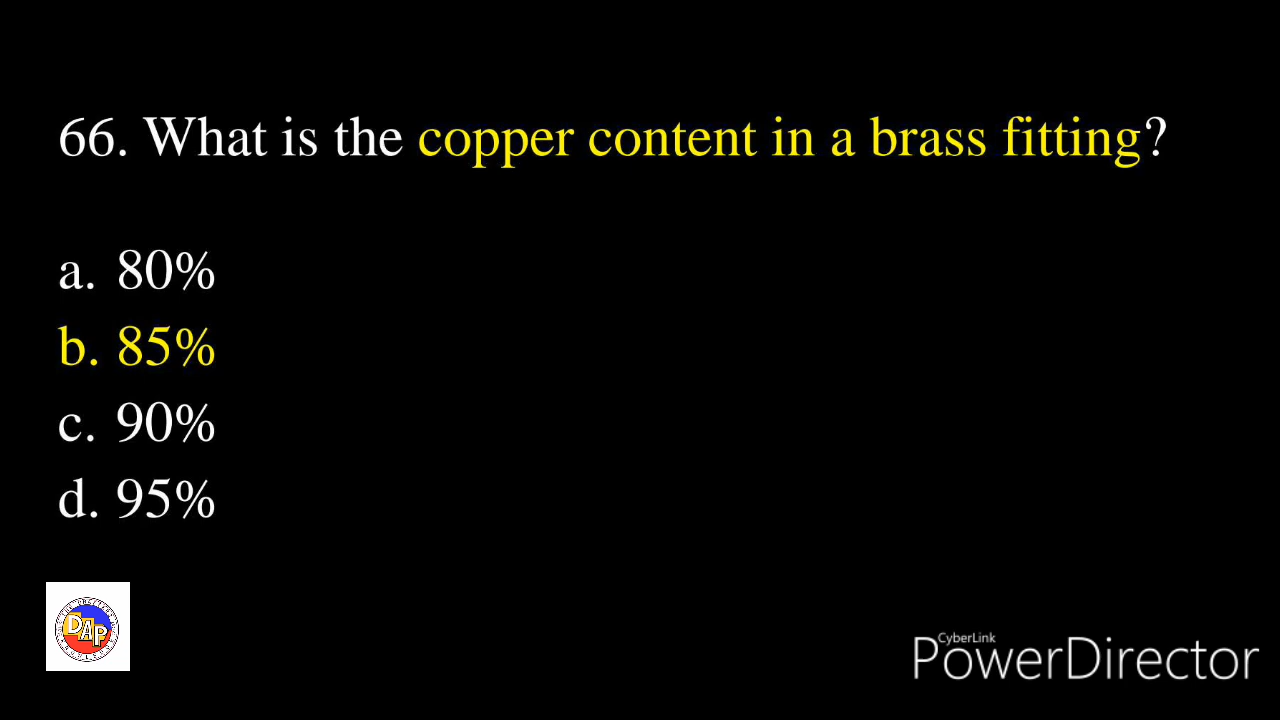 66. What is the copper content in a brass fitting?
a. 80%
b. 85%
c. 90%
d. 95%
DAP
CyberLink
PowerDirector